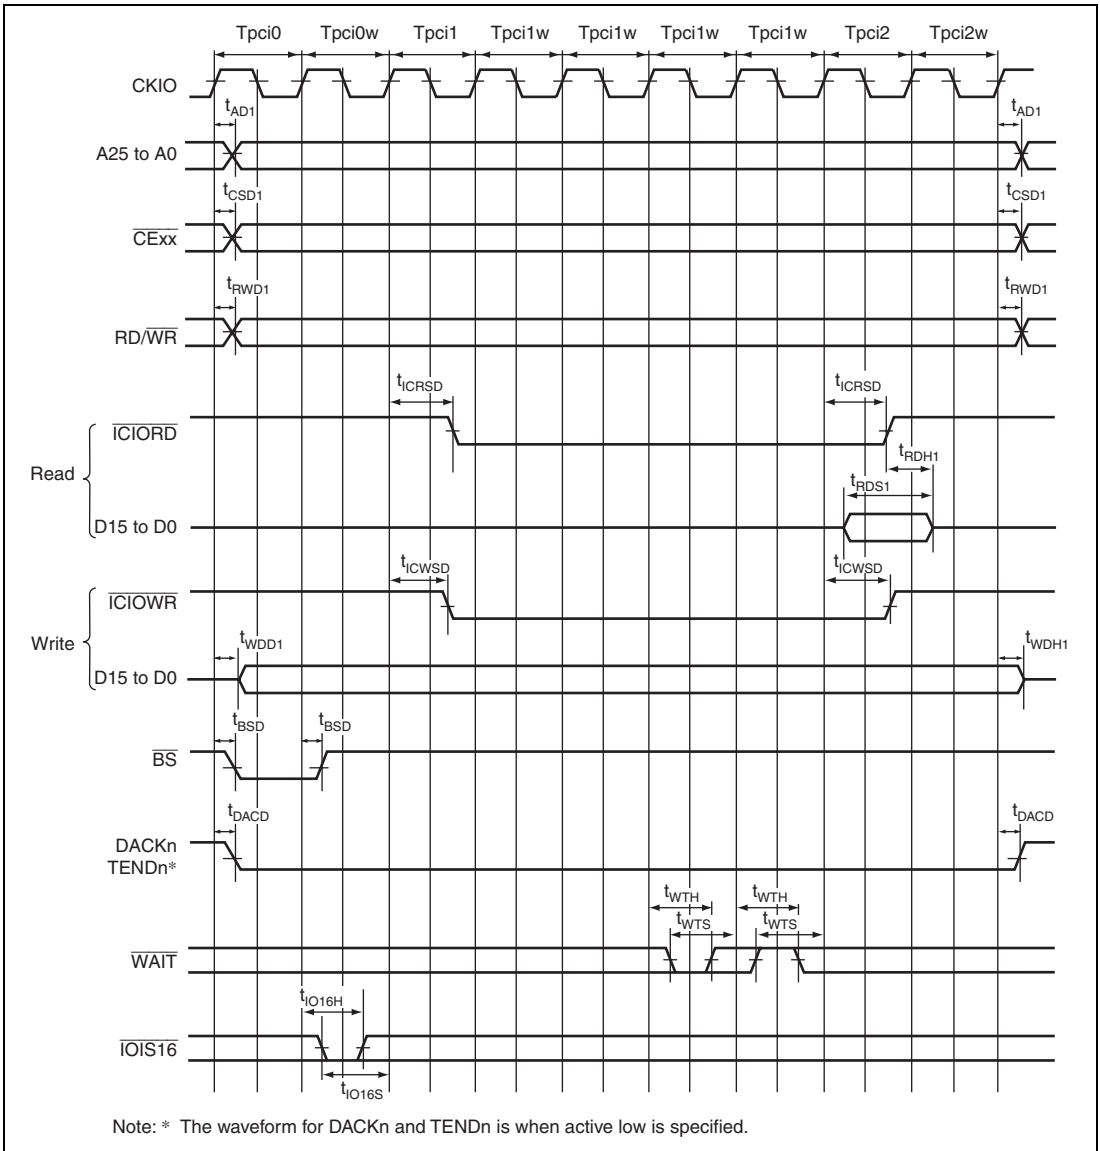 Tpci0 Tpci0w Tpci1 Tpci1w Tpci1w Tpci1w Tpci1w Tpci2 Tpci2w
CKIO
tAD1 tAD1
A25 to A0
tCSD1 tCSD1
CExx
tRWD1 tRWD1
RD/WR
tICRSD tICRSD
ICIORD
tRDH1
Read
tRDS1
D15 to D0
tICWSD tICWSD
ICIOWR
Write
tWDD1 tWDH1
D15 to D0
tBSD tBSD
BS
tDACD tDACD
DACKn
TENDn*
tWTH tWTH
tWTS tWTS
WAIT
tIO16H
IOIS16
tIO16S
Note: * The waveform for DACKn and TENDn is when active low is specified.